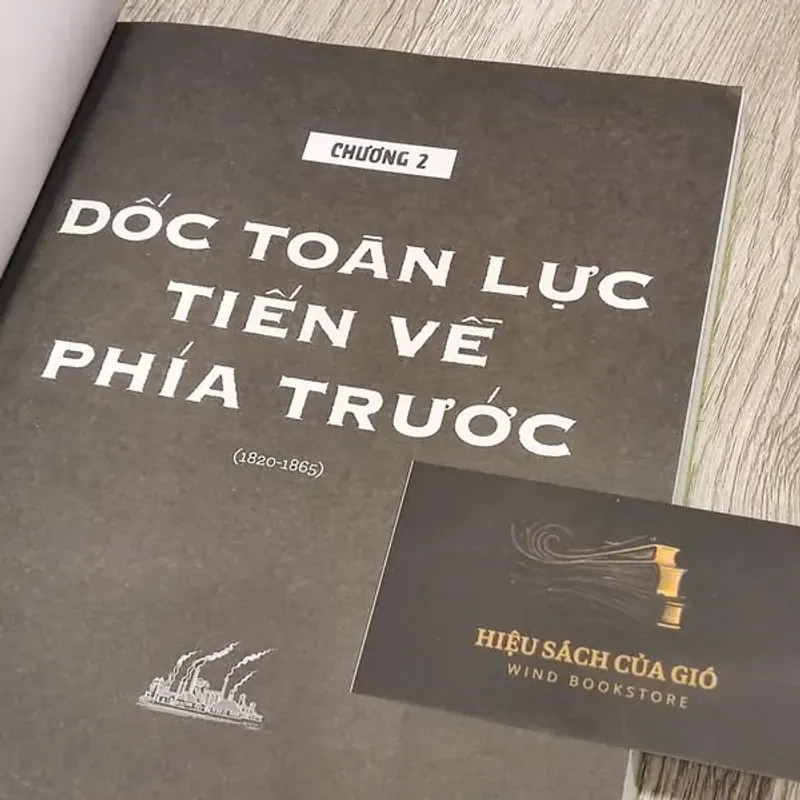 CHƯƠNG 2
DỐC TOÀN LỰC
TIẾN VỀ
PHÍA TRƯỚC
(1820-1865)
HIỆU SÁCH CỦA GIÓ
WIND BOOKSTORE